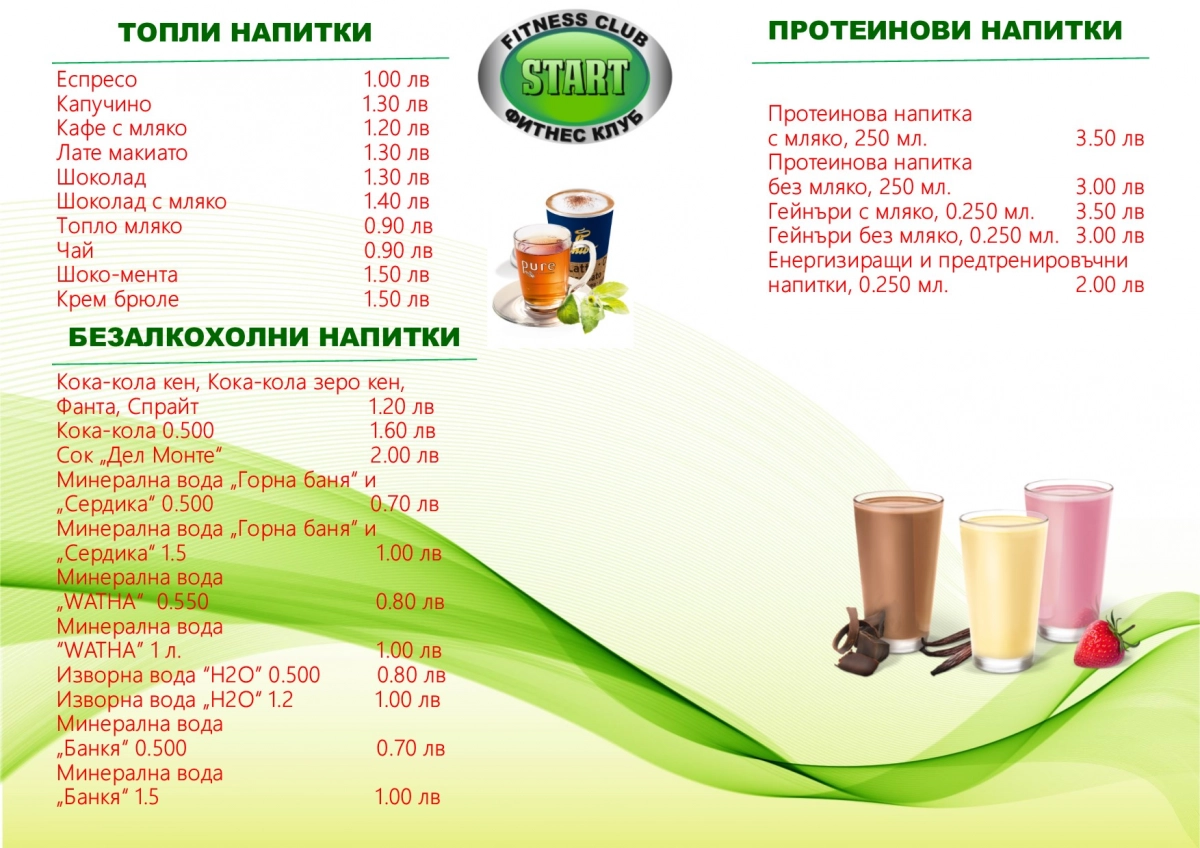 ТОПЛИ НАПИТКИ
Еспресо 1.00 лв
Капучино 1.30 лв
Кафе с мляко 1.20 лв
Лате макиато 1.30 лв
Шоколад 1.30 лв
Шоколад с мляко 1.40 лв
Топло мляко 0.90 лв
Чай 0.90 лв
Шоко-мента 1.50 лв
Крем брюле 1.50 лв
БЕЗАЛКОХОЛНИ НАПИТКИ
Кока-кола кен, Кока-кола зеро кен,
Фанта, Спрайт 1.20 лв
Кока-кола 0.500 1.60 лв
Сок „Дел Монте“ 2.00 лв
Минерална вода „Горна баня“ и
„Сердика“ 0.500 0.70 лв
Минерална вода „Горна баня“ и
„Сердика“ 1.5 1.00 лв
Минерална вода
„WATHA“ 0.550 0.80 лв
Минерална вода
“WATHA” 1 л. 1.00 лв
Изворна вода “H2O” 0.500 0.80 лв
Изворна вода „H2O“ 1.2 1.00 лв
Минерална вода
„Банкя“ 0.500 0.70 лв
Минерална вода
„Банкя“ 1.5 1.00 лв
FITNESS CLUB
START
ФИТНЕС КЛУБ
pure
ПРОТЕИНОВИ НАПИТКИ
Протеинова напитка
с мляко, 250 мл. 3.50 лв
Протеинова напитка
без мляко, 250 мл. 3.00 лв
Гейнъри с мляко, 0.250 мл. 3.50 лв
Гейнъри без мляко, 0.250 мл. 3.00 лв
Енергизиращи и предтренировъчни
напитки, 0.250 мл. 2.00 лв